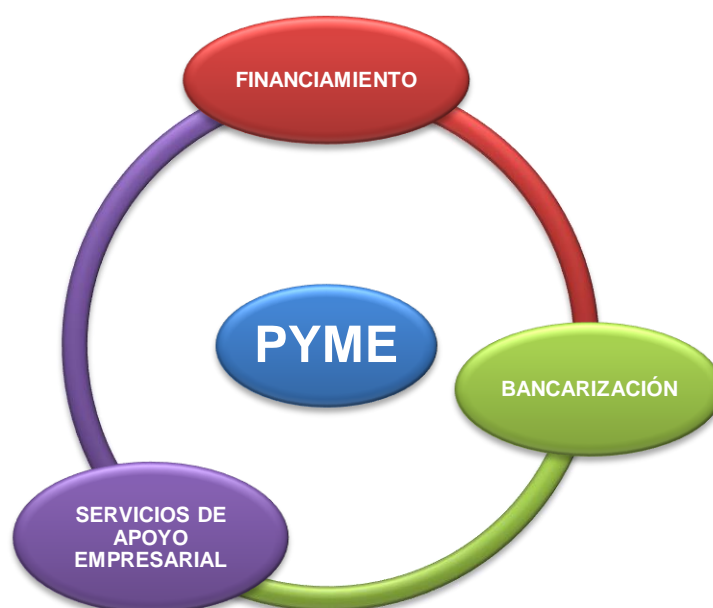 FINANCIAMIENTO
PYME
BANCARIZACIÓN
SERVICIOS DE
APOYO
EMPRESARIAL